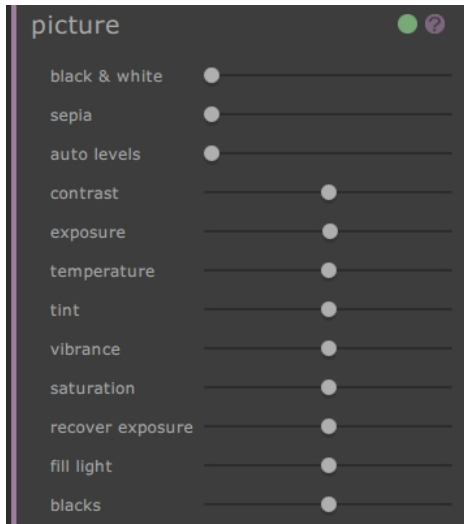 picture
black & white
sepia
auto levels
contrast
exposure
temperature
tint
vibrance
saturation
recover exposure
fill light
blacks